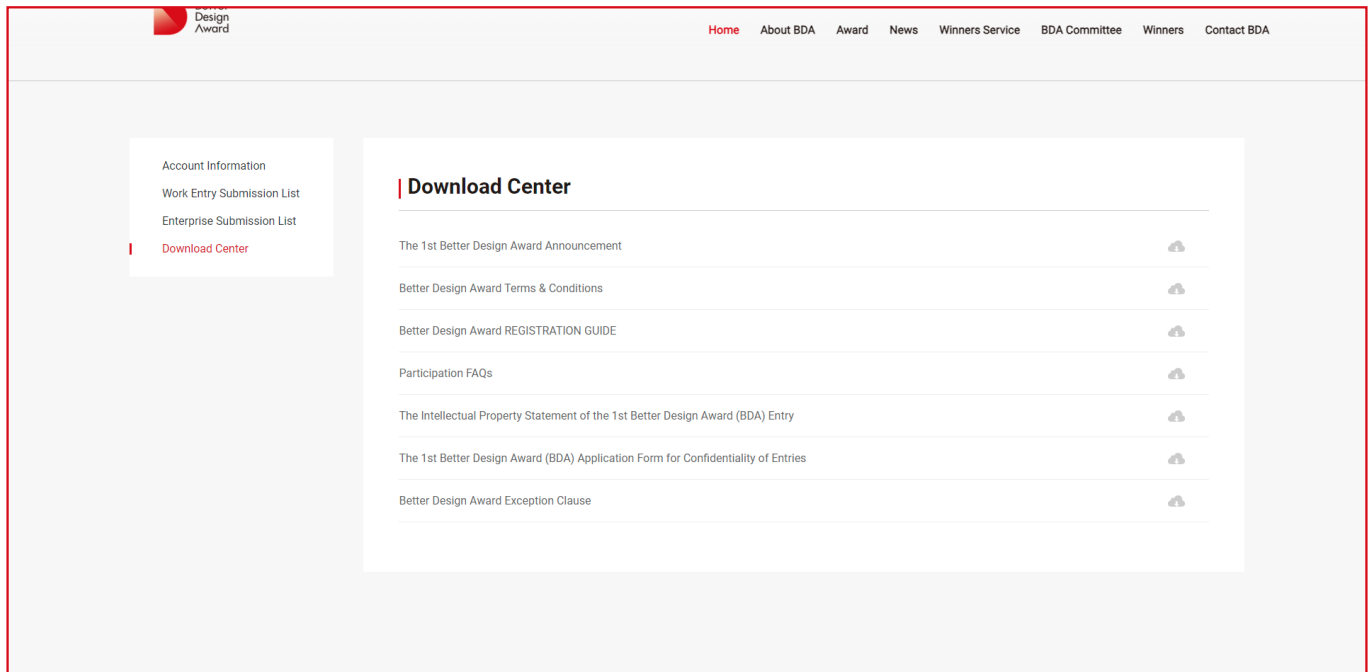 Design
Award
Home About BDA Award News Winners Service BDA Committee Winners Contact BDA
Account Information
Work Entry Submission List
Enterprise Submission List
Download Center
Download Center
The 1st Better Design Award Announcement
Better Design Award Terms & Conditions
Better Design Award REGISTRATION GUIDE
Participation FAQs
The Intellectual Property Statement of the 1st Better Design Award (BDA) Entry
The 1st Better Design Award (BDA) Application Form for Confidentiality of Entries
Better Design Award Exception Clause